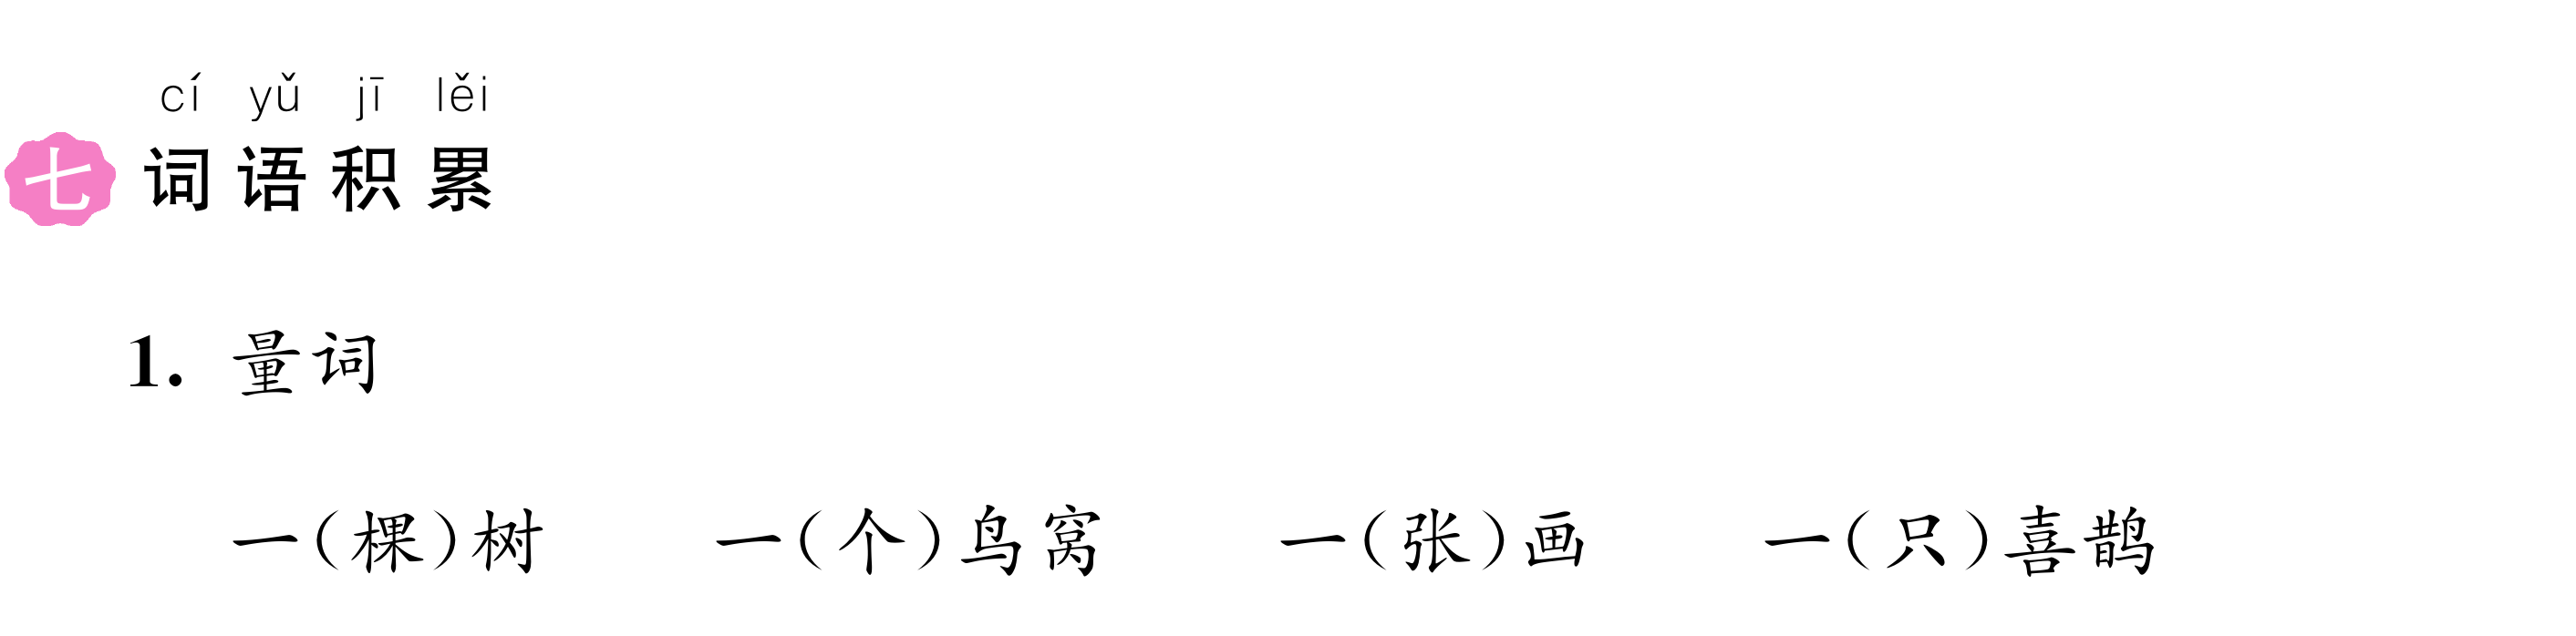 cí yǔ jī lěi
七 词语积累
1. 量词
一（棵）树 一（个）鸟窝 一（张）画 一（只）喜鹊